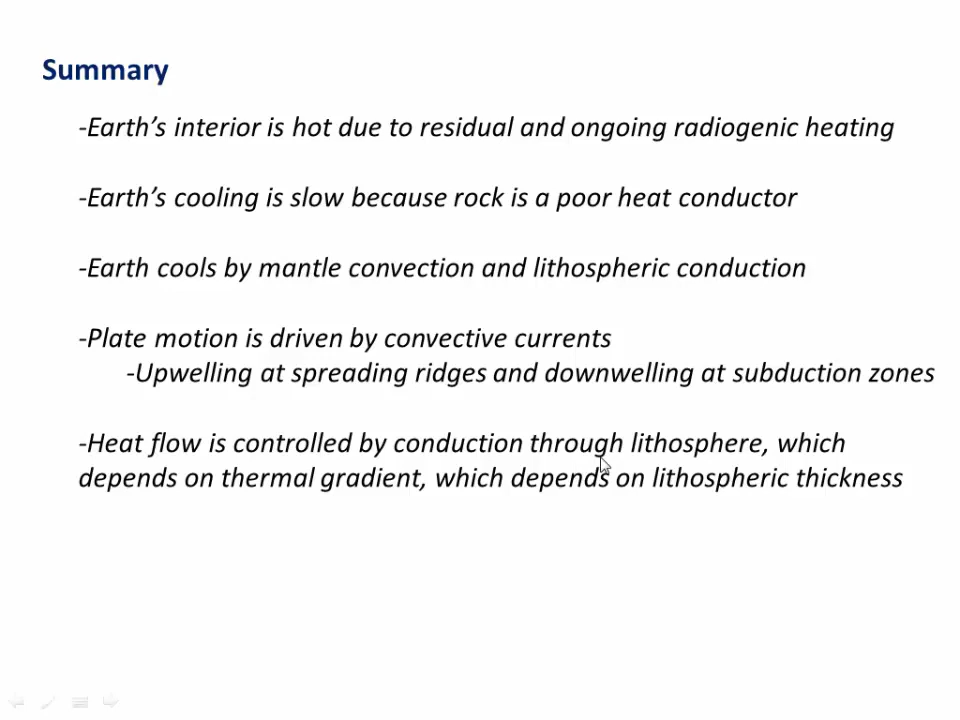 Summary
-Earth’s interior is hot due to residual and ongoing radiogenic heating
-Earth’s cooling is slow because rock is a poor heat conductor
-Earth cools by mantle convection and lithospheric conduction
-Plate motion is driven by convective currents
-Upwelling at spreading ridges and downwelling at subduction zones
-Heat flow is controlled by conduction through lithosphere, which
depends on thermal gradient, which depends on lithospheric thickness